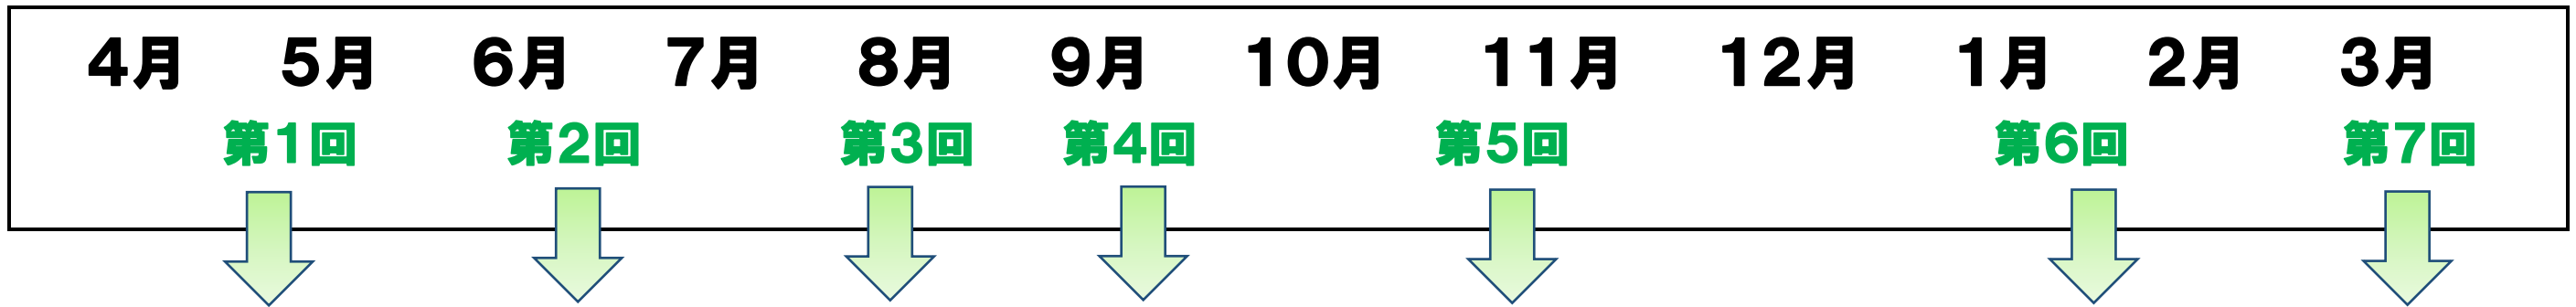 4月 5月 6月 7月 8月 9月 10月 11月 12月 1月 2月 3月
第1回 第2回 第3回 第4回 第5回 第6回 第7回